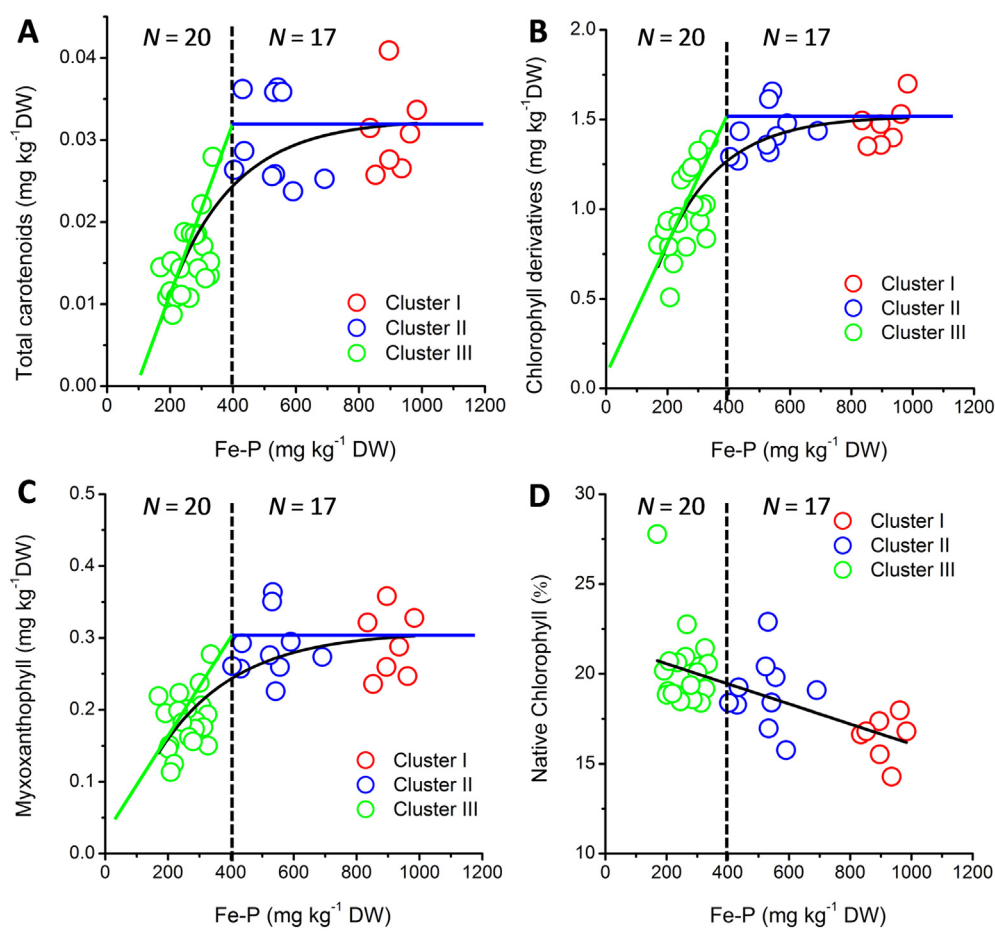 A
N = 20 N = 17
0.04
0.03
0.02
0.01
0.00
Total carotenoids (mg kg-1DW)
Cluster I
Cluster II
Cluster III
0 200 400 600 800 1000 1200
Fe-P (mg kg-1 DW)
B
N = 20 N = 17
2.0
1.5
1.0
0.5
0.0
Chlorophyll derivatives (mg kg-1DW)
Cluster I
Cluster II
Cluster III
0 200 400 600 800 1000 1200
Fe-P (mg kg-1 DW)
C
N = 20 N = 17
0.5
0.4
0.3
0.2
0.1
0.0
Myxoxanthophyll (mg kg-1DW)
Cluster I
Cluster II
Cluster III
0 200 400 600 800 1000 1200
Fe-P (mg kg-1 DW)
D
N = 20 N = 17
30
25
20
15
10
Native Chlorophyll (%)
Cluster I
Cluster II
Cluster III
0 200 400 600 800 1000 1200
Fe-P (mg kg-1 DW)